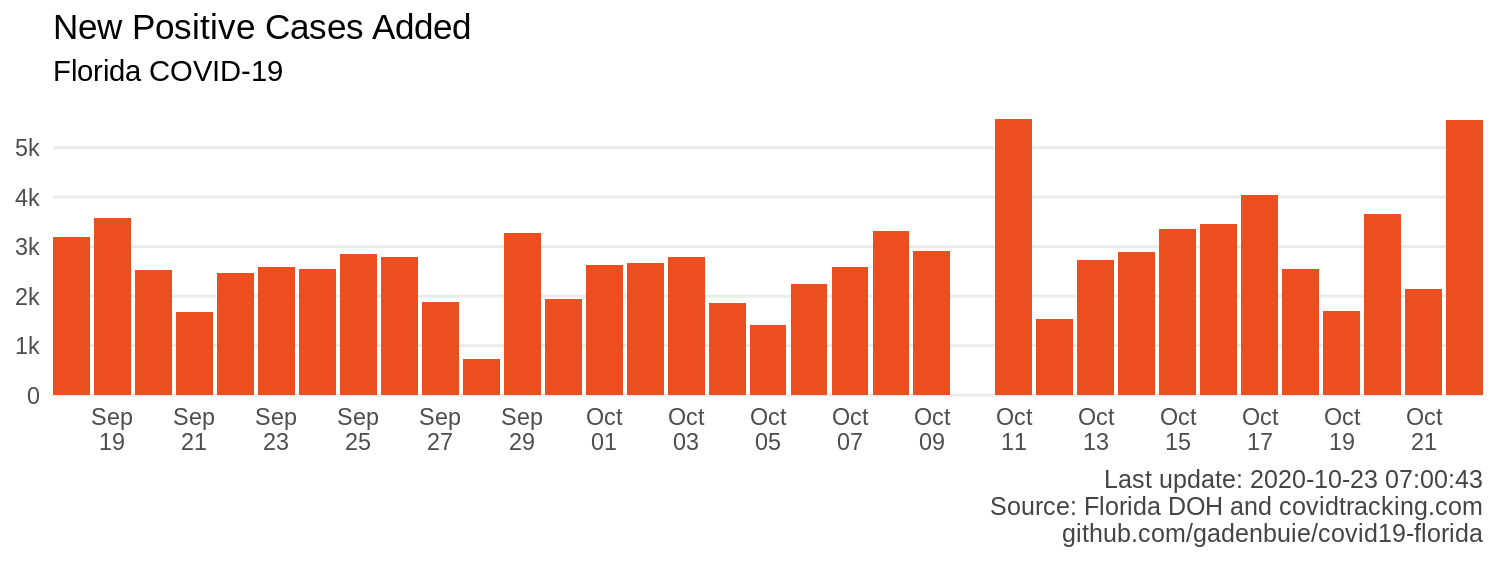 New Positive Cases Added
Florida COVID-19
5k
4k
3k
2k
1k
0
Sep Sep Sep Sep Sep Sep Oct Oct Oct Oct Oct Oct Oct Oct Oct Oct Oct
19 21 23 25 27 29 01 03 05 07 09 11 13 15 17 19 21
Last update: 2020-10-23 07:00:43
Source: Florida DOH and covidtracking.com
github.com/gadenbuie/covid19-florida